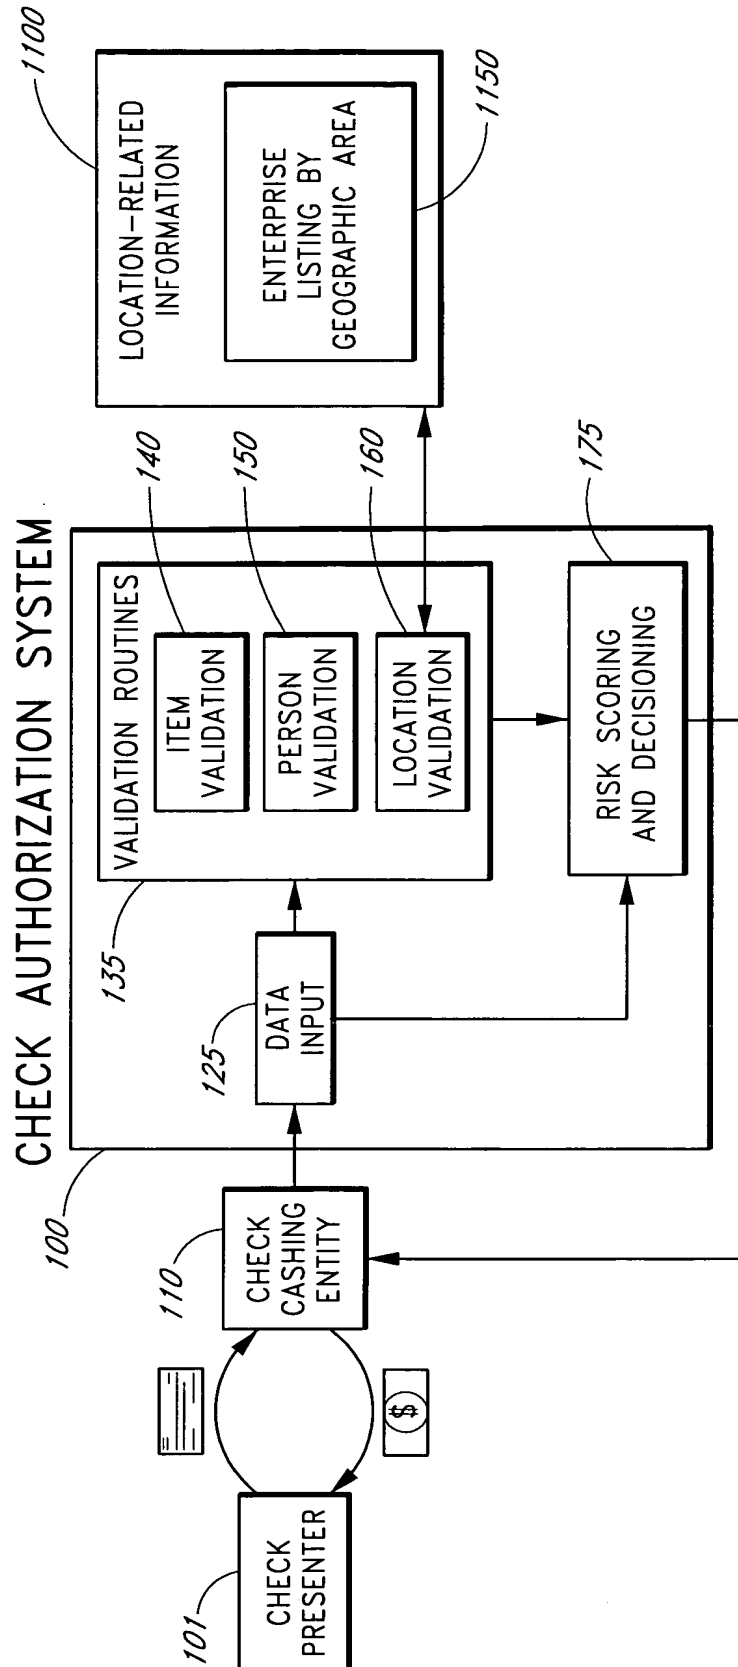 CHECK AUTHORIZATION SYSTEM
101
CHECK
PRESENTER
$
110
CHECK
CASHING
ENTITY
100
125
DATA
INPUT
135
VALIDATION ROUTINES
140
ITEM
VALIDATION
150
PERSON
VALIDATION
160
LOCATION
VALIDATION
175
RISK SCORING
AND DECISIONING
1100
LOCATION-RELATED
INFORMATION
ENTERPRISE
LISTING BY
GEOGRAPHIC AREA
1150